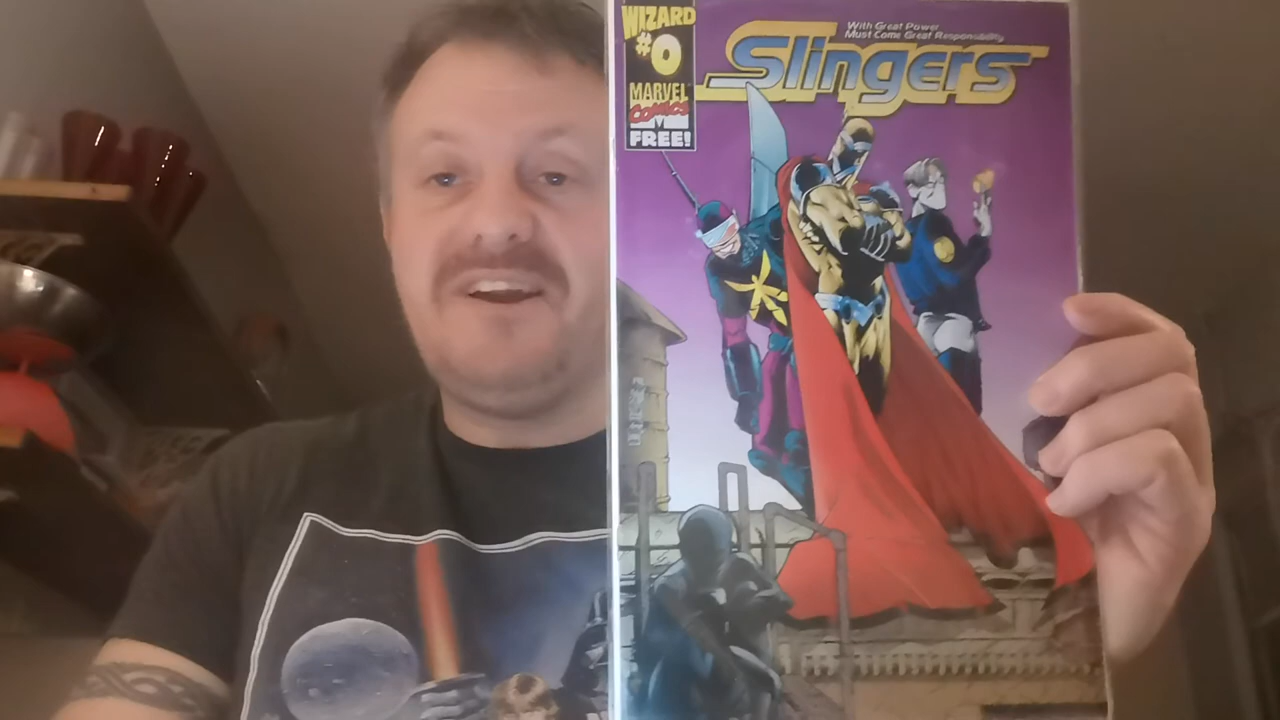 WIZARD
#0
MARVEL
COMICS
FREE!
With Great Power
Must Come Great Responsibility
Slingers